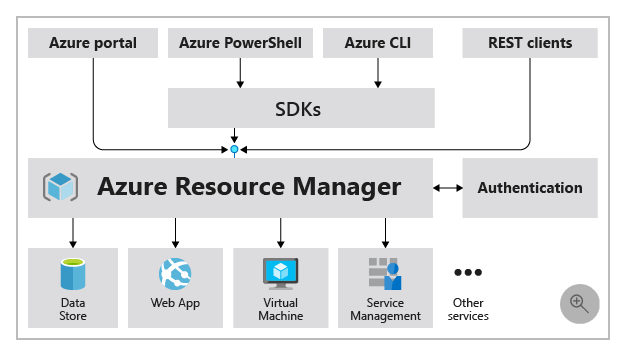 Azure portal
Azure PowerShell
Azure CLI
REST clients
SDKs
Azure Resource Manager
Authentication
Data
Store
Web App
Virtual
Machine
Service
Management
Other
services